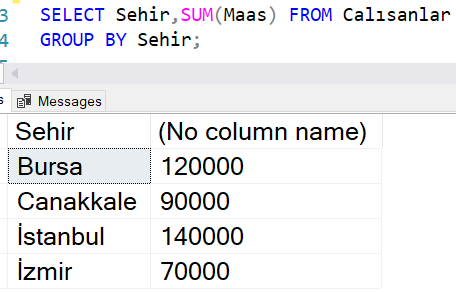 3 SELECT Sehir,SUM(Maas) FROM Calısanlar
4 GROUP BY Sehir;
Messages
Sehir (No column name)
Bursa 120000
Canakkale 90000
İstanbul 140000
İzmir 70000